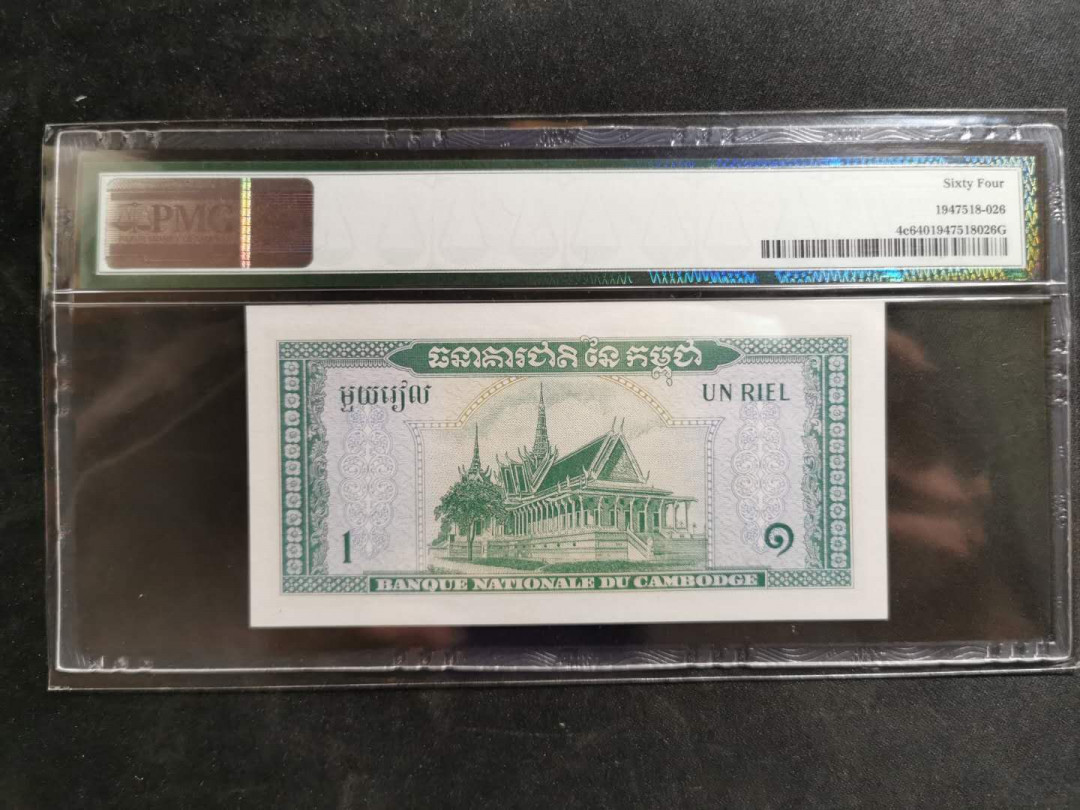 PMG
Sixty Four
1947518-026
4c6401947518026G
ធនាគារជាតិ នៃ កម្ពុជា
មួយរៀល
UN RIEL
1
១
BANQUE NATIONALE DU CAMBODGE